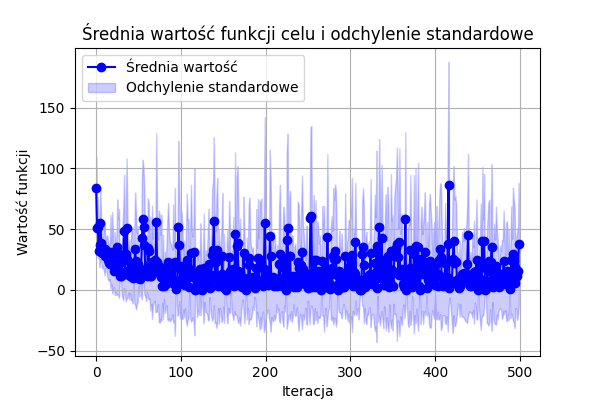 Średnia wartość funkcji celu i odchylenie standardowe
Średnia wartość
Odchylenie standardowe
Wartość funkcji
150
100
50
0
−50
0 100 200 300 400 500
Iteracja